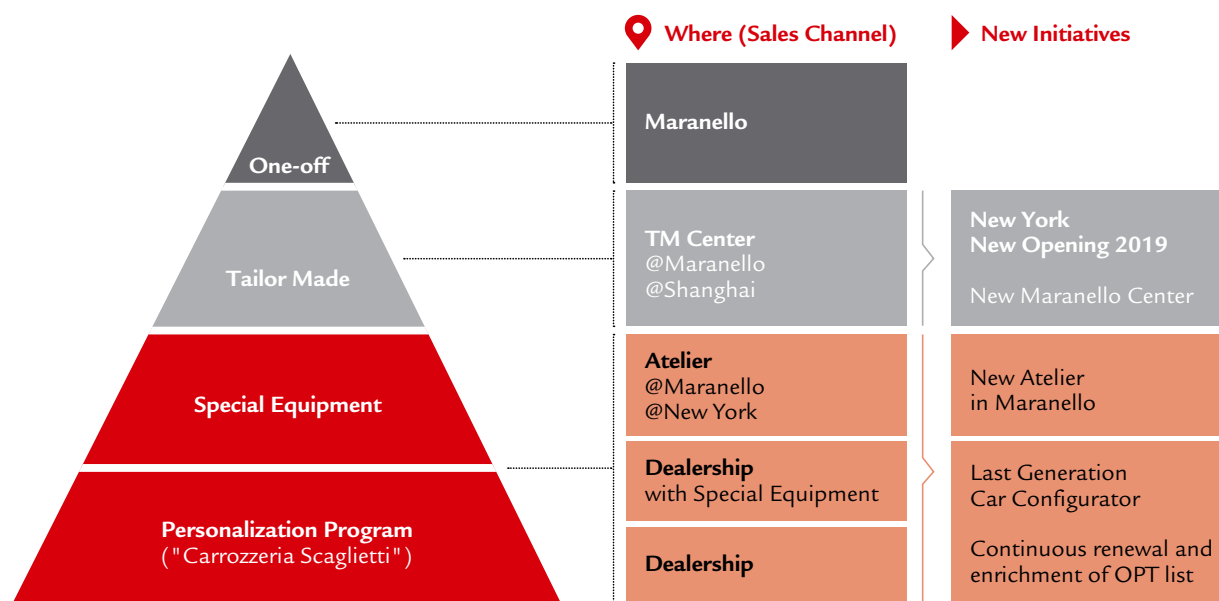 Where (Sales Channel)
New Initiatives
One-off
Maranello
Tailor Made
TM Center
@Maranello
@Shanghai
New York
New Opening 2019
New Maranello Center
Special Equipment
Atelier
@Maranello
@New York
New Atelier
in Maranello
Personalization Program
("Carrozzeria Scaglietti")
Dealership
with Special Equipment
Dealership
Last Generation
Car Configurator
Continuous renewal and
enrichment of OPT list